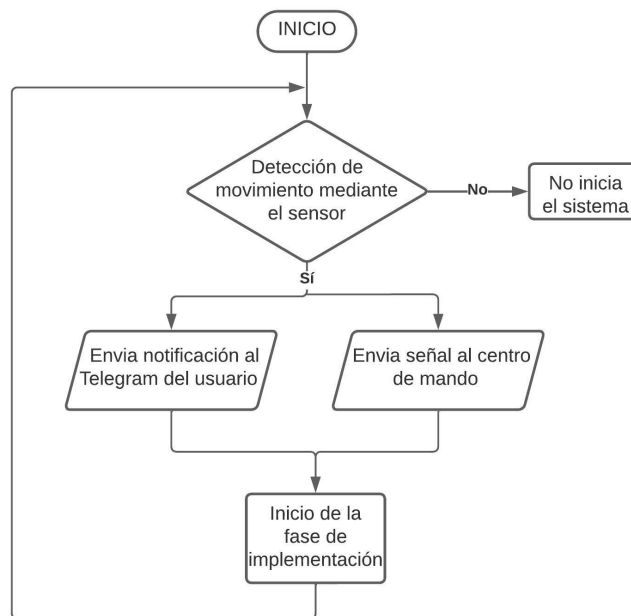 INICIO
Detección de
movimiento mediante
el sensor
No
No inicia
el sistema
Sí
Envia notificación al
Telegram del usuario
Envia señal al centro
de mando
Inicio de la
fase de
implementación